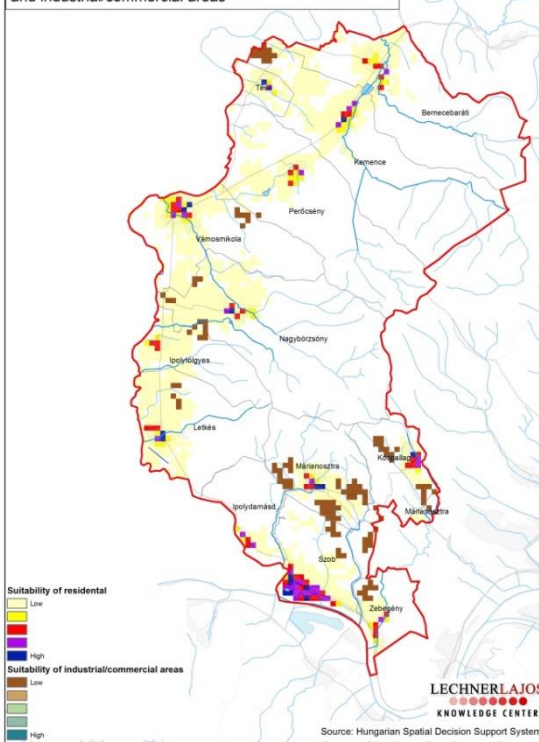 and industrial/commercial areas
Tésa
Bernecebaráti
Kemence
Perőcsény
Vámosmikola
Nagybörzsöny
Ipolytölgyes
Letkés
Márianosztra
Kóspallag
Márianosztra
Ipolydamásd
Szob
Zebegény
Suitability of residental
Low
High
Suitability of industrial/commercial areas
Low
High
LECHNERLAJOS
KNOWLEDGE CENTER
Source: Hungarian Spatial Decision Support System